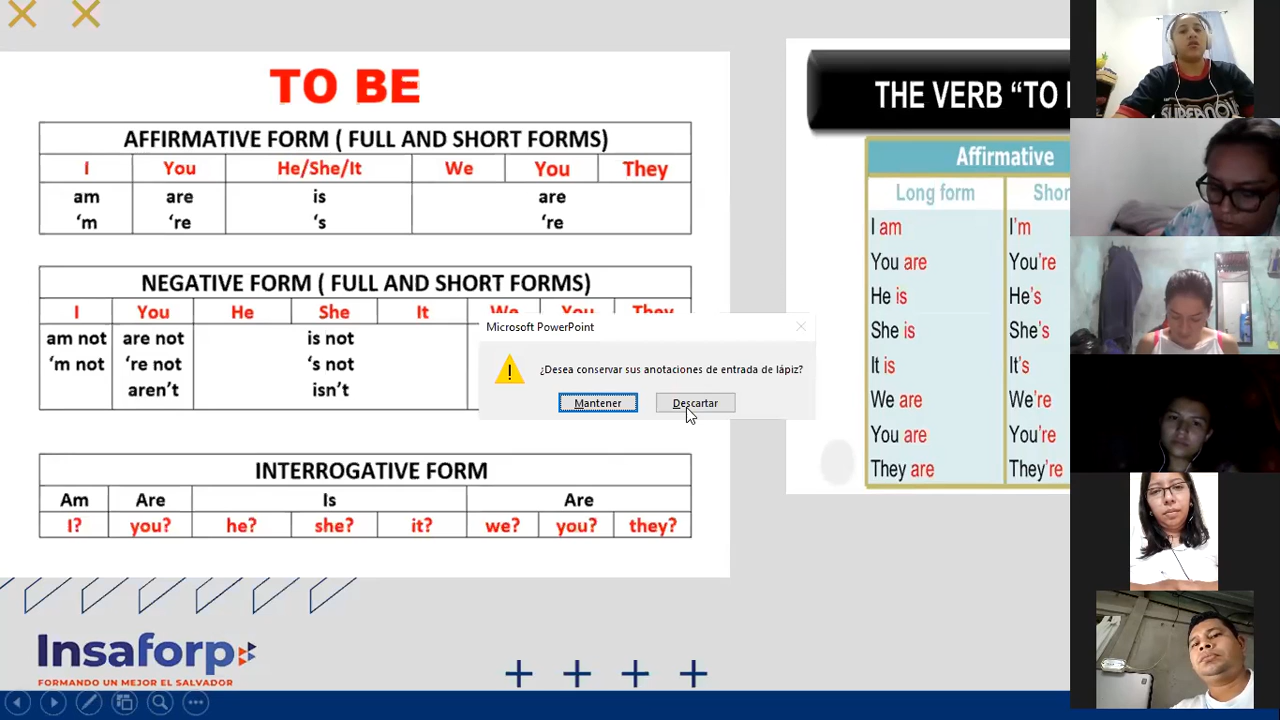 TO BE
AFFIRMATIVE FORM ( FULL AND SHORT FORMS)
I You He/She/It We You They
am are is are
‘m ‘re ‘s ‘re
NEGATIVE FORM ( FULL AND SHORT FORMS)
I You He She It We You They
am not are not is not
‘m not ‘re not ‘s not
aren’t isn’t
INTERROGATIVE FORM
Am Are Is Are
I? you? he? she? it? we? you? they?
Insaforp
FORMANDO UN MEJOR EL SALVADOR
THE VERB “TO
Affirmative
Long form Shor
I am I’m
You are You’re
He is He’s
She is She’s
It is It’s
We are We’re
You are You’re
They are They’re
Microsoft PowerPoint
¿Desea conservar sus anotaciones de entrada de lápiz?
Mantener Descartar